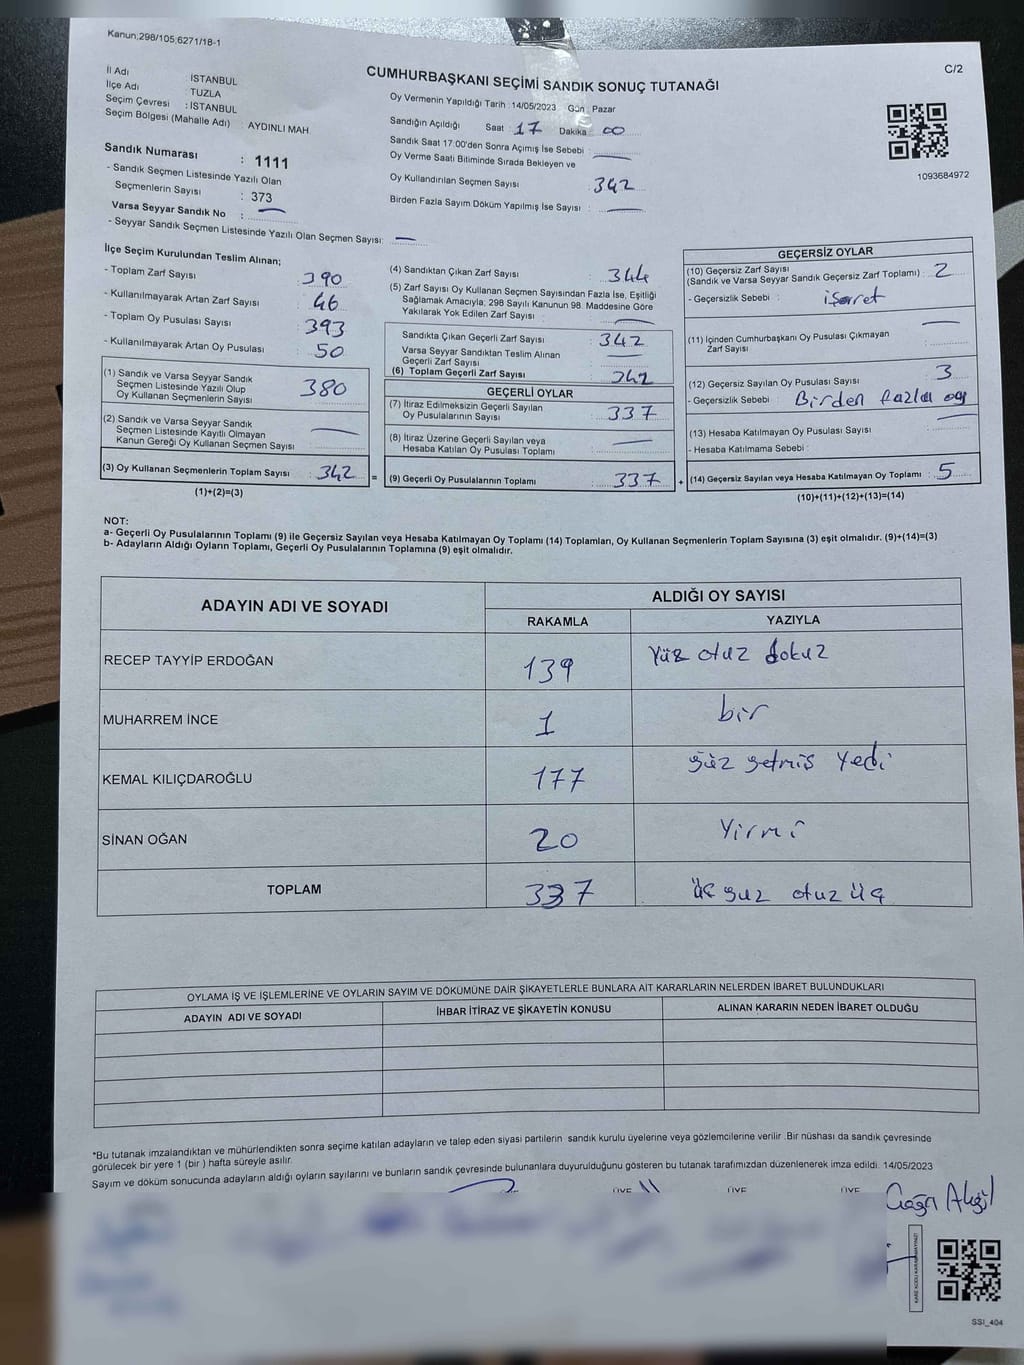 Kanun;298/105;6271/18-1
C/2
CUMHURBAŞKANI SEÇİMİ SANDIK SONUÇ TUTANAĞI
İl Adı : İSTANBUL
İlçe Adı : TUZLA
Seçim Çevresi : İSTANBUL
Seçim Bölgesi (Mahalle Adı) : AYDINLI MAH.
Sandık Numarası : 1111
- Sandık Seçmen Listesinde Yazılı Olan
Seçmenlerin Sayısı : 373
Varsa Seyyar Sandık No :
- Seyyar Sandık Seçmen Listesinde Yazılı Olan Seçmen Sayısı:
Oy Vermenin Yapıldığı Tarih :14/05/2023 Gün Pazar
Sandığın Açıldığı Saat : 17 Dakika 00
Sandık Saat 17.00'den Sonra Açımış İse Sebebi :
Oy Verme Saati Bitiminde Sırada Bekleyen ve
Oy Kullandırılan Seçmen Sayısı : 342
Birden Fazla Sayım Döküm Yapılmış İse Sayısı :
1093684972
İlçe Seçim Kurulundan Teslim Alınan;
- Toplam Zarf Sayısı : 390
- Kullanılmayarak Artan Zarf Sayısı : 46
- Toplam Oy Pusulası Sayısı : 393
- Kullanılmayarak Artan Oy Pusulası : 50
(1) Sandık ve Varsa Seyyar Sandık
Seçmen Listesinde Yazılı Olup
Oy Kullanan Seçmenlerin Sayısı : 380
(2) Sandık ve Varsa Seyyar Sandık
Seçmen Listesinde Kayıtlı Olmayan
Kanun Gereği Oy Kullanan Seçmen Sayısı :
(3) Oy Kullanan Seçmenlerin Toplam Sayısı : 342 =
(1)+(2)=(3)
(4) Sandıktan Çıkan Zarf Sayısı : 344
(5) Zarf Sayısı Oy Kullanan Seçmen Sayısından Fazla İse, Eşitliği
Sağlamak Amacıyla; 298 Sayılı Kanunun 98. Maddesine Göre
Yakılarak Yok Edilen Zarf Sayısı :
Sandıkta Çıkan Geçerli Zarf Sayısı : 342
Varsa Seyyar Sandıktan Teslim Alınan
Geçerli Zarf Sayısı :
(6) Toplam Geçerli Zarf Sayısı : 342
GEÇERLİ OYLAR
(7) İtiraz Edilmeksizin Geçerli Sayılan
Oy Pusulalarının Sayısı : 337
(8) İtiraz Üzerine Geçerli Sayılan veya
Hesaba Katılan Oy Pusulası Toplamı :
(9) Geçerli Oy Pusulalarının Toplamı : 337 +
GEÇERSİZ OYLAR
(10) Geçersiz Zarf Sayısı
(Sandık ve Varsa Seyyar Sandık Geçersiz Zarf Toplamı) : 2
- Geçersizlik Sebebi : işaret
(11) İçinden Cumhurbaşkanı Oy Pusulası Çıkmayan
Zarf Sayısı :
(12) Geçersiz Sayılan Oy Pusulası Sayısı : 3
- Geçersizlik Sebebi : Birden fazla oy
(13) Hesaba Katılmayan Oy Pusulası Sayısı :
- Hesaba Katılmama Sebebi :
(14) Geçersiz Sayılan veya Hesaba Katılmayan Oy Toplamı : 5
(10)+(11)+(12)+(13)=(14)
NOT:
a- Geçerli Oy Pusulalarının Toplamı (9) ile Geçersiz Sayılan veya Hesaba Katılmayan Oy Toplamı (14) Toplamları, Oy Kullanan Seçmenlerin Toplam Sayısına (3) eşit olmalıdır. (9)+(14)=(3)
b- Adayların Aldığı Oyların Toplamı, Geçerli Oy Pusulalarının Toplamına (9) eşit olmalıdır.
ADAYIN ADI VE SOYADI
ALDIĞI OY SAYISI
RAKAMLA YAZIYLA
RECEP TAYYİP ERDOĞAN 139 Yüz otuz dokuz
MUHARREM İNCE 1 bir
KEMAL KILIÇDAROĞLU 177 yüz yetmiş Yedi
SİNAN OĞAN 20 Yirmi
TOPLAM 337 üç yuz otuz üç
OYLAMA İŞ VE İŞLEMLERİNE VE OYLARIN SAYIM VE DÖKÜMÜNE DAİR ŞİKAYETLERLE BUNLARA AİT KARARLARIN NELERDEN İBARET BULUNDUKLARI
ADAYIN ADI VE SOYADI İHBAR İTİRAZ VE ŞİKAYETİN KONUSU ALINAN KARARIN NEDEN İBARET OLDUĞU
*Bu tutanak imzalandıktan ve mühürlendikten sonra seçime katılan adayların ve talep eden siyasi partilerin sandık kurulu üyelerine veya gözlemcilerine verilir .Bir nüshası da sandık çevresinde
görülecek bir yere 1 (bir ) hafta süreyle asılır.
Sayım ve döküm sonucunda adayların aldığı oyların sayılarını ve bunların sandık çevresinde bulunanlara duyurulduğunu gösteren bu tutanak tarafımızdan düzenlenerek imza edildi. 14/05/2023
ÜYE ÜYE ÜYE
SSI_404